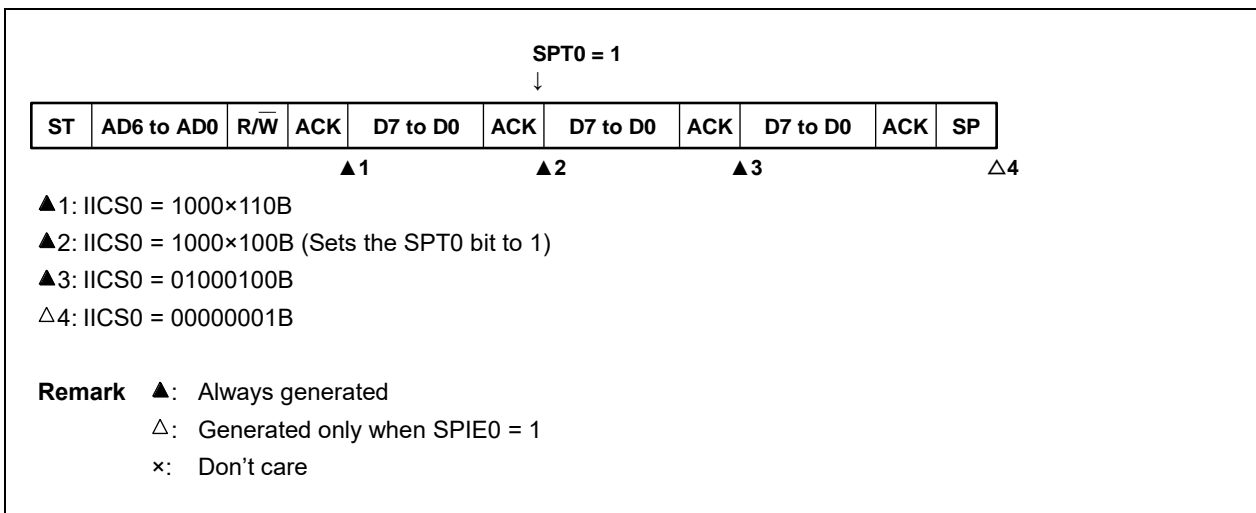 SPT0 = 1
↓
ST AD6 to AD0 R/W̅ ACK D7 to D0 ACK D7 to D0 ACK D7 to D0 ACK SP
▲1 ▲2 ▲3 △4
▲1: IICS0 = 1000×110B
▲2: IICS0 = 1000×100B (Sets the SPT0 bit to 1)
▲3: IICS0 = 01000100B
△4: IICS0 = 00000001B
Remark ▲: Always generated
△: Generated only when SPIE0 = 1
×: Don't care